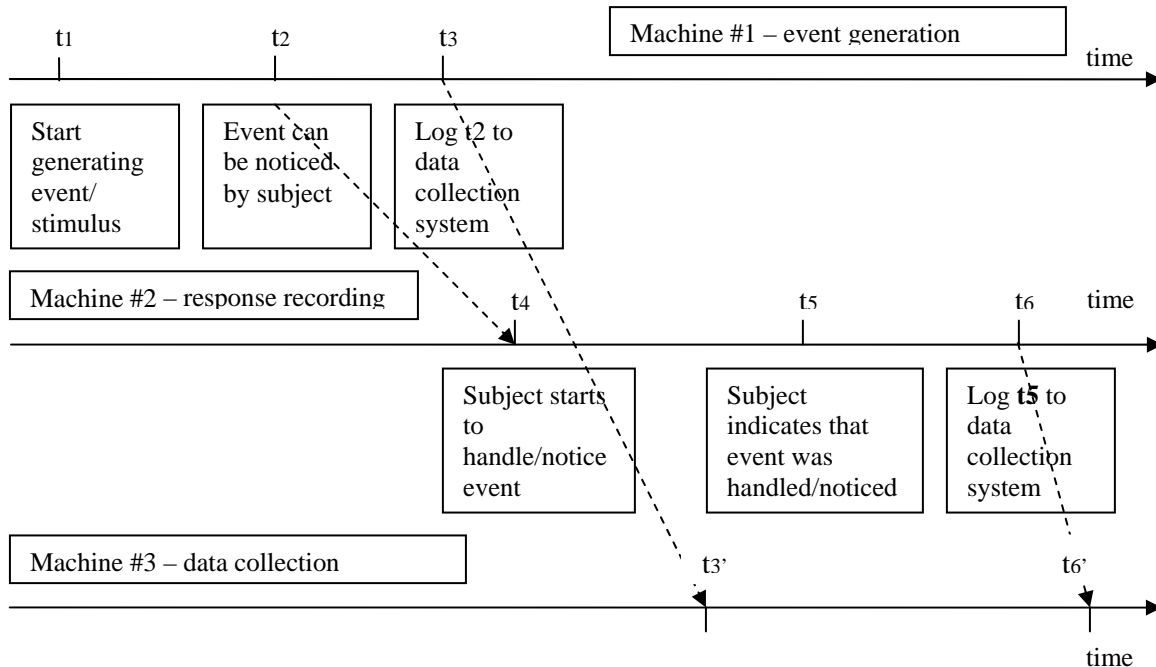 t1
t2
t3
Machine #1 – event generation
time
Start
generating
event/
stimulus
Event can
be noticed
by subject
Log t2 to
data
collection
system
Machine #2 – response recording
t4
t5
t6
time
Subject starts
to
handle/notice
event
Subject
indicates that
event was
handled/noticed
Log t5 to
data
collection
system
Machine #3 – data collection
t3’
t6’
time